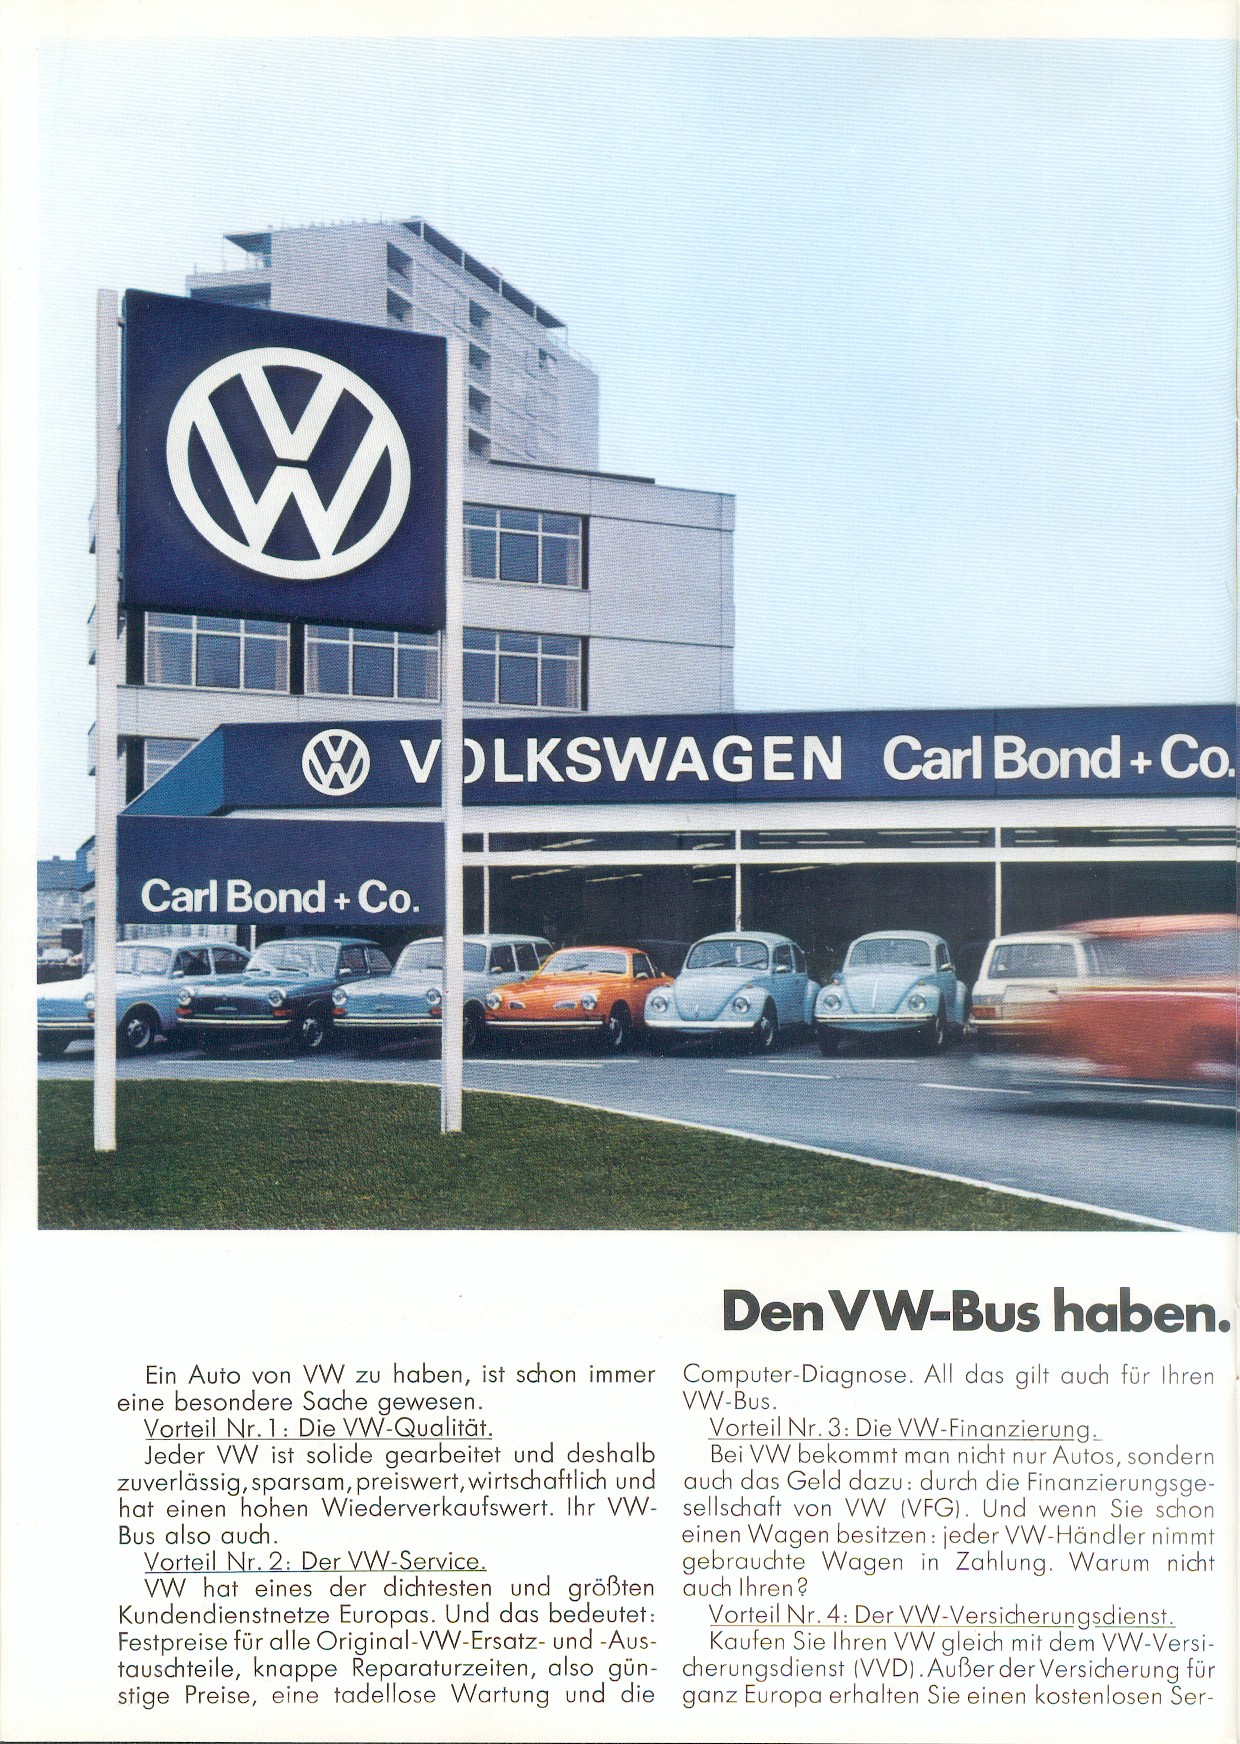 VOLKSWAGEN Carl Bond + Co.
Carl Bond + Co.
Den VW-Bus haben.
Ein Auto von VW zu haben, ist schon immer
eine besondere Sache gewesen.
Vorteil Nr. 1: Die VW-Qualität.
Jeder VW ist solide gearbeitet und deshalb
zuverlässig, sparsam, preiswert, wirtschaftlich und
hat einen hohen Wiederverkaufswert. Ihr VW-
Bus also auch.
Vorteil Nr. 2: Der VW-Service.
VW hat eines der dichtesten und größten
Kundendienstnetze Europas. Und das bedeutet:
Festpreise für alle Original-VW-Ersatz- und -Aus-
tauschteile, knappe Reparaturzeiten, also gün-
stige Preise, eine tadellose Wartung und die
Computer-Diagnose. All das gilt auch für Ihren
VW-Bus.
Vorteil Nr. 3: Die VW-Finanzierung.
Bei VW bekommt man nicht nur Autos, sondern
auch das Geld dazu: durch die Finanzierungsge-
sellschaft von VW (VFG). Und wenn Sie schon
einen Wagen besitzen: jeder VW-Händler nimmt
gebrauchte Wagen in Zahlung. Warum nicht
auch Ihren?
Vorteil Nr. 4: Der VW-Versicherungsdienst.
Kaufen Sie Ihren VW gleich mit dem VW-Versi-
cherungsdienst (VVD). Außer der Versicherung für
ganz Europa erhalten Sie einen kostenlosen Ser-